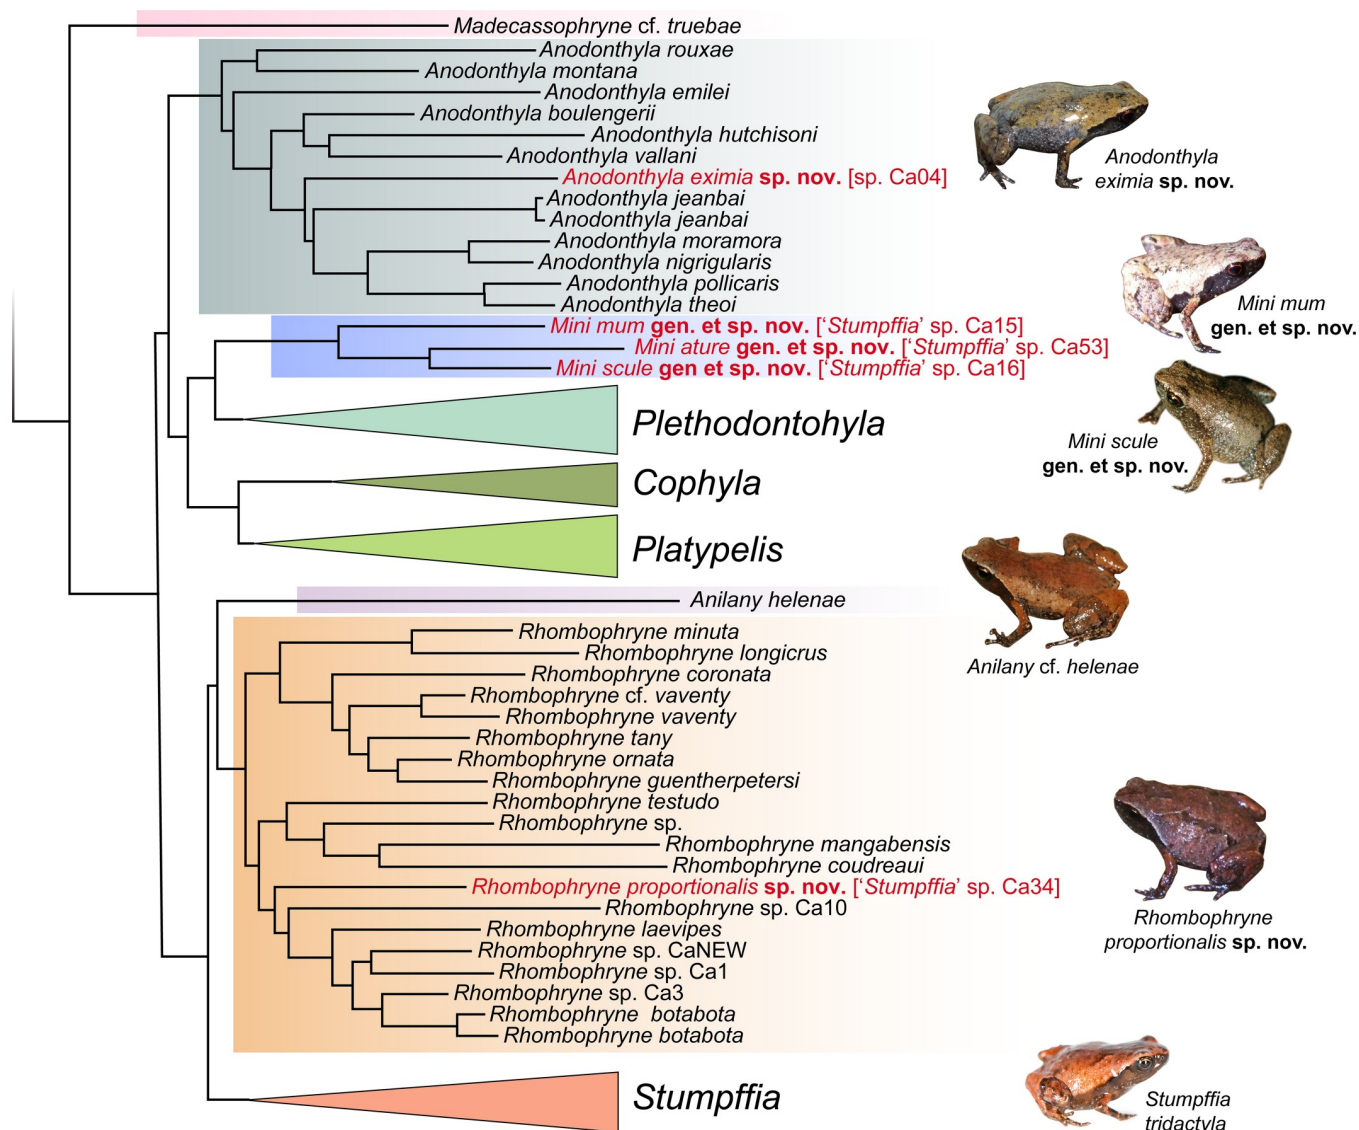 Madecassophryne cf. truebae
Anodonthyla rouxae
Anodonthyla montana
Anodonthyla emilei
Anodonthyla boulengerii
Anodonthyla hutchisoni
Anodonthyla vallani
Anodonthyla eximia sp. nov. [sp. Ca04]
Anodonthyla jeanbai
Anodonthyla jeanbai
Anodonthyla moramora
Anodonthyla nigrigularis
Anodonthyla pollicaris
Anodonthyla theoi
Mini mum gen. et sp. nov. [‘Stumpffia’ sp. Ca15]
Mini ature gen. et sp. nov. [‘Stumpffia’ sp. Ca53]
Mini scule gen et sp. nov. [‘Stumpffia’ sp. Ca16]
Plethodontohyla
Cophyla
Platypelis
Anilany helenae
Rhombophryne minuta
Rhombophryne longicrus
Rhombophryne coronata
Rhombophryne cf. vaventy
Rhombophryne vaventy
Rhombophryne tany
Rhombophryne ornata
Rhombophryne guentherpetersi
Rhombophryne testudo
Rhombophryne sp.
Rhombophryne mangabensis
Rhombophryne coudreaui
Rhombophryne proportionalis sp. nov. [‘Stumpffia’ sp. Ca34]
Rhombophryne sp. Ca10
Rhombophryne laevipes
Rhombophryne sp. CaNEW
Rhombophryne sp. Ca1
Rhombophryne sp. Ca3
Rhombophryne botabota
Rhombophryne botabota
Stumpffia
Anodonthyla
eximia sp. nov.
Mini mum
gen. et sp. nov.
Mini scule
gen. et sp. nov.
Anilany cf. helenae
Rhombophryne
proportionalis sp. nov.
Stumpffia
tridactyla